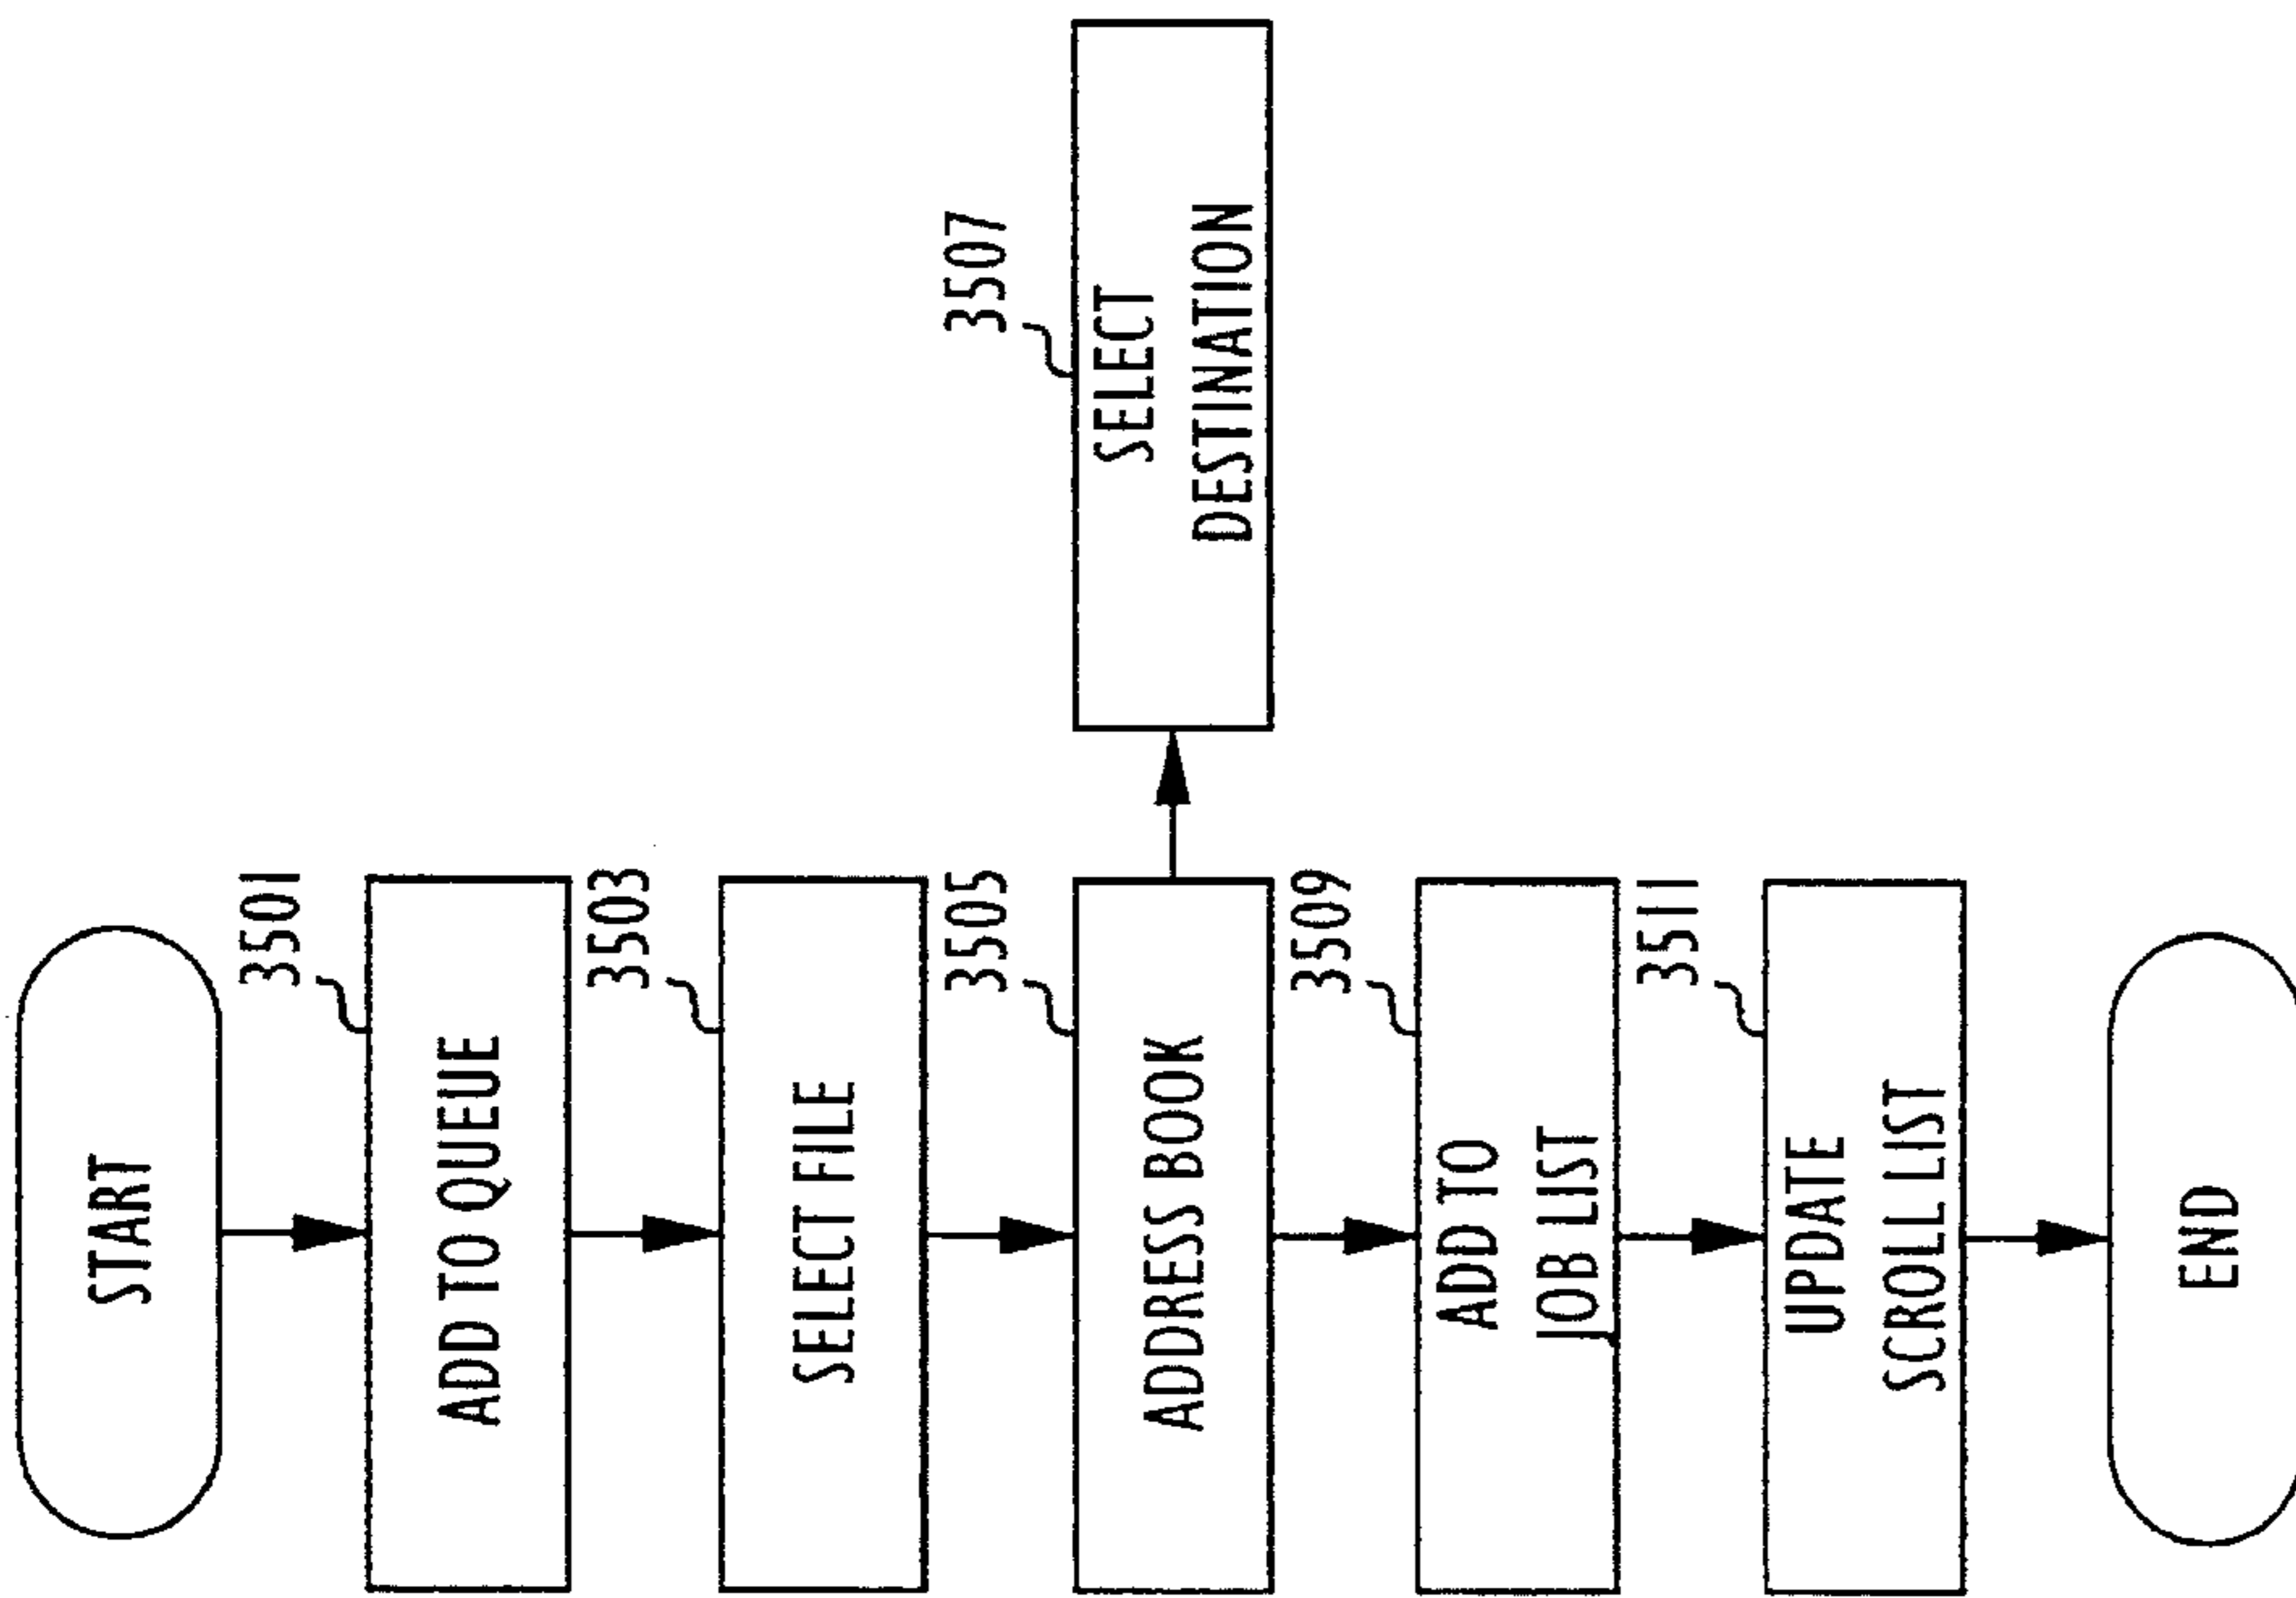 START
3501
ADD TO QUEUE
3503
SELECT FILE
3505
ADDRESS BOOK
3507
SELECT
DESTINATION
3509
ADD TO
JOB LIST
3511
UPDATE
SCROLL LIST
END